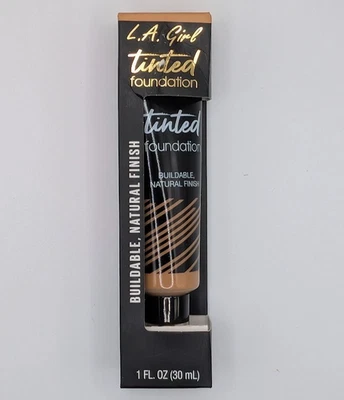 L.A. Girl
tinted
foundation
tinted
foundation
BUILDABLE,
NATURAL FINISH
BUILDABLE, NATURAL FINISH
1 FL. OZ (30 mL)